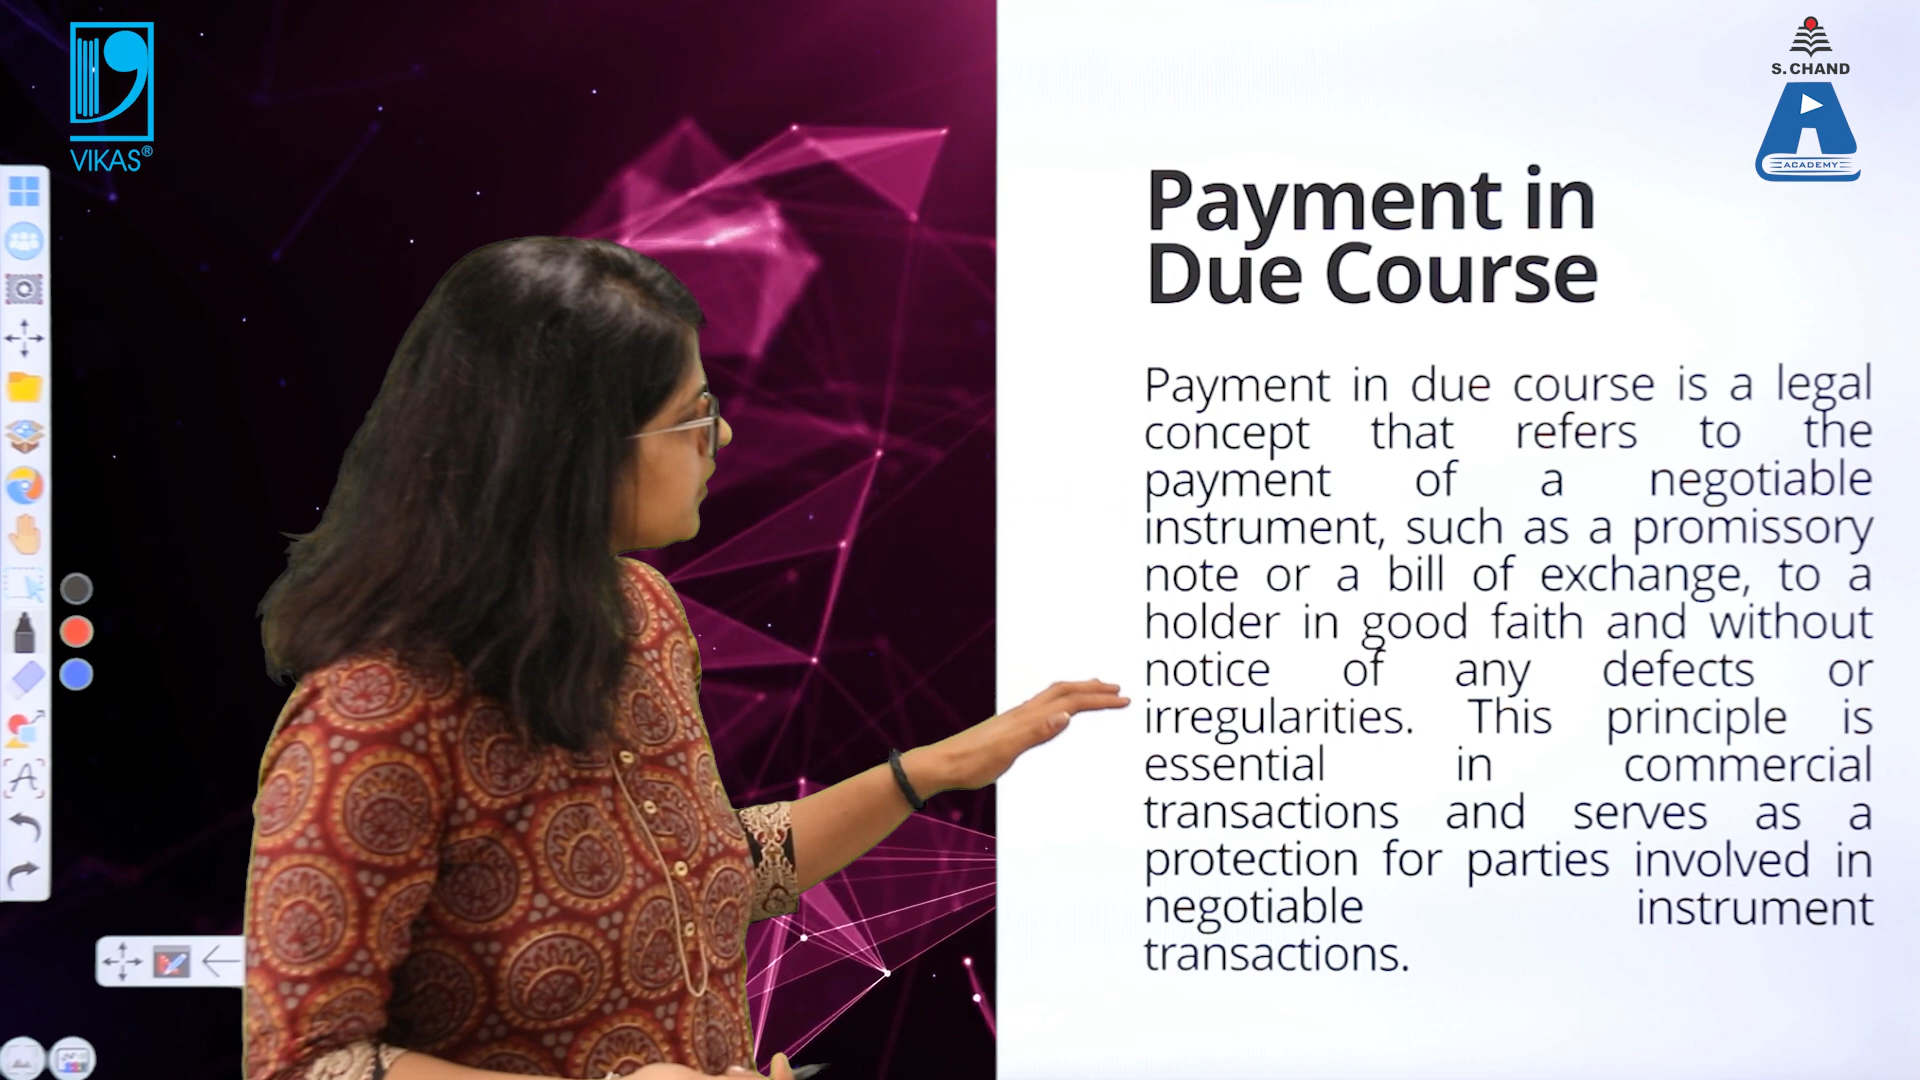 VIKAS®
S. CHAND
ACADEMY
Payment in
Due Course
Payment in due course is a legal
concept that refers to the
payment of a negotiable
instrument, such as a promissory
note or a bill of exchange, to a
holder in good faith and without
notice of any defects or
irregularities. This principle is
essential in commercial
transactions and serves as a
protection for parties involved in
negotiable instrument
transactions.